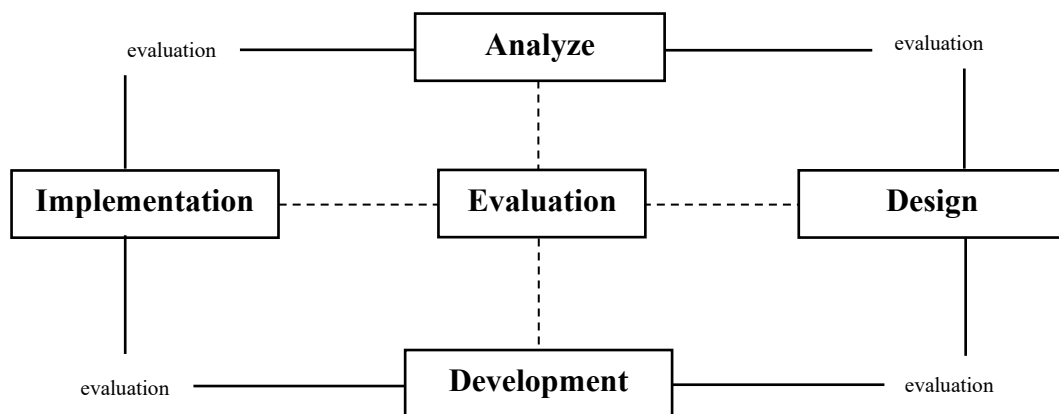 Analyze
evaluation
evaluation
Implementation
Evaluation
Design
evaluation
Development
evaluation